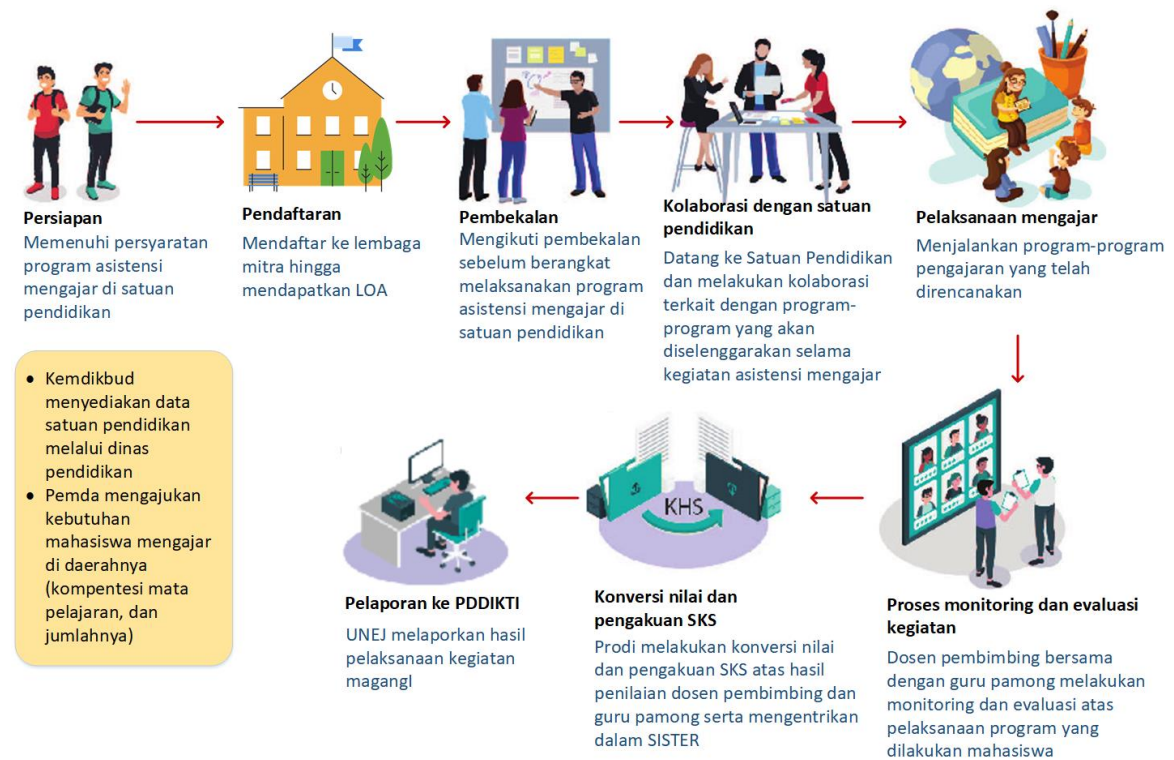 Persiapan
Memenuhi persyaratan
program asistensi
mengajar di satuan
pendidikan
Pendaftaran
Mendaftar ke lembaga
mitra hingga
mendapatkan LOA
Pembekalan
Mengikuti pembekalan
sebelum berangkat
melaksanakan program
asistensi mengajar di
satuan pendidikan
Kolaborasi dengan satuan
pendidikan
Datang ke Satuan Pendidikan
dan melakukan kolaborasi
terkait dengan program-
program yang akan
diselenggarakan selama
kegiatan asistensi mengajar
Pelaksanaan mengajar
Menjalankan program-program
pengajaran yang telah
direncanakan
• Kemdikbud
menyediakan data
satuan pendidikan
melalui dinas
pendidikan
• Pemda mengajukan
kebutuhan
mahasiswa mengajar
di daerahnya
(kompentesi mata
pelajaran, dan
jumlahnya)
Proses monitoring dan evaluasi
kegiatan
Dosen pembimbing bersama
dengan guru pamong melakukan
monitoring dan evaluasi atas
pelaksanaan program yang
dilakukan mahasiswa
KHS
Konversi nilai dan
pengakuan SKS
Prodi melakukan konversi nilai
dan pengakuan SKS atas hasil
penilaian dosen pembimbing dan
guru pamong serta mengentrikan
dalam SISTER
Pelaporan ke PDDIKTI
UNEJ melaporkan hasil
pelaksanaan kegiatan
magangl